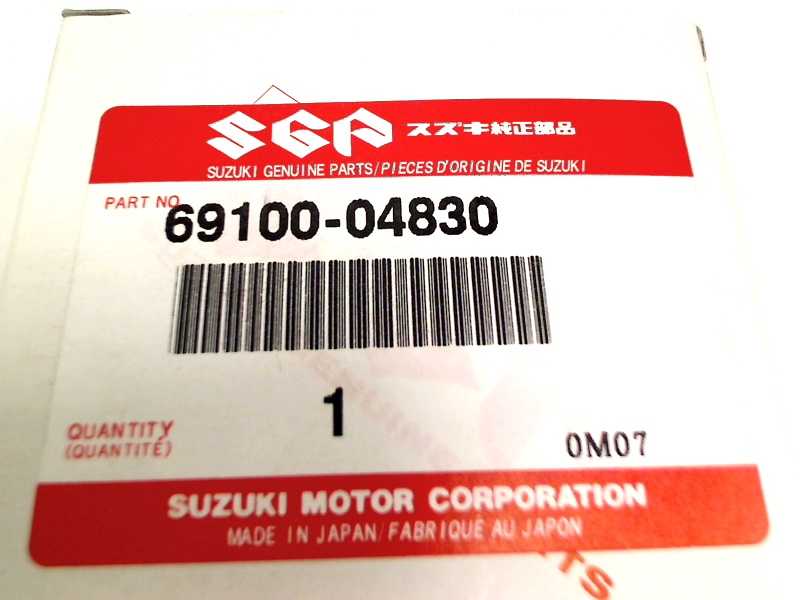 SGP スズキ純正部品
SUZUKI GENUINE PARTS/PIECES D'ORIGINE DE SUZUKI
PART NO.
69100-04830
1
QUANTITY
(QUANTITÉ)
0M07
SUZUKI MOTOR CORPORATION
MADE IN JAPAN/FABRIQUE AU JAPON